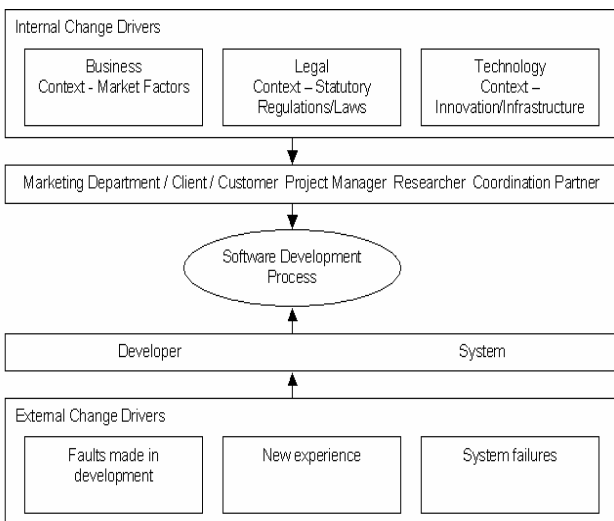 Internal Change Drivers
Business
Context - Market Factors
Legal
Context – Statutory
Regulations/Laws
Technology
Context –
Innovation/Infrastructure
Marketing Department / Client / Customer Project Manager Researcher Coordination Partner
Software Development
Process
Developer
System
External Change Drivers
Faults made in
development
New experience
System failures